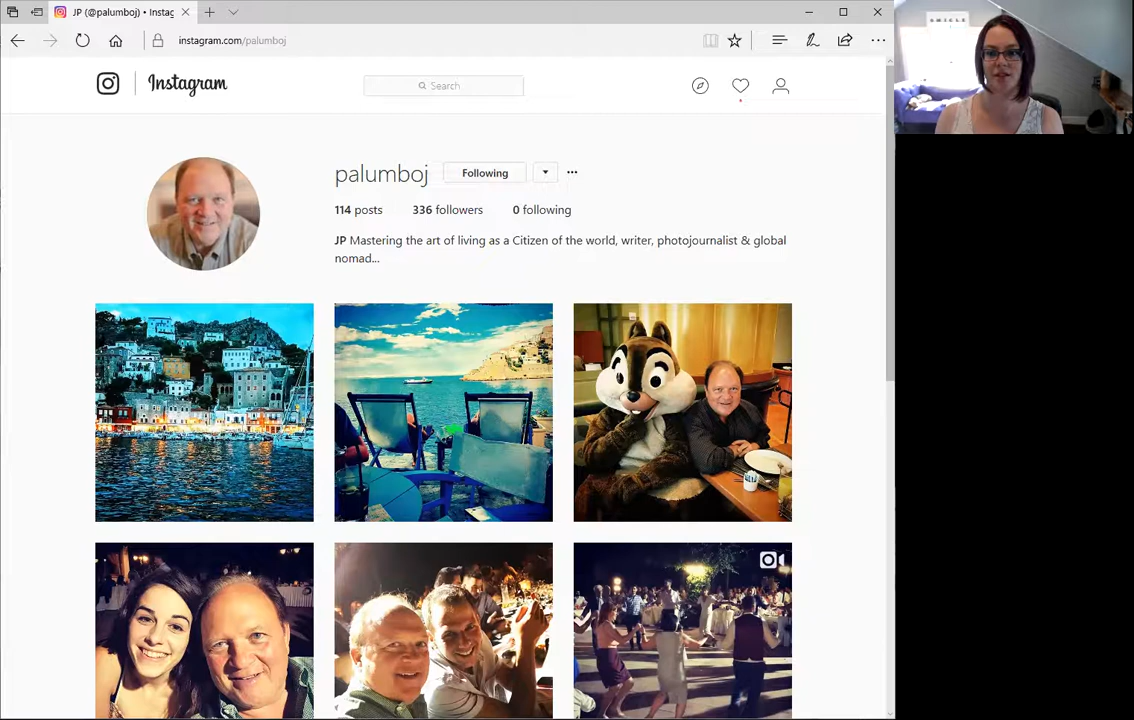 JP (@palumboj) • Instag
instagram.com/palumboj
Instagram
Search
palumboj
Following
114 posts
336 followers
0 following
JP Mastering the art of living as a Citizen of the world, writer, photojournalist & global
nomad...